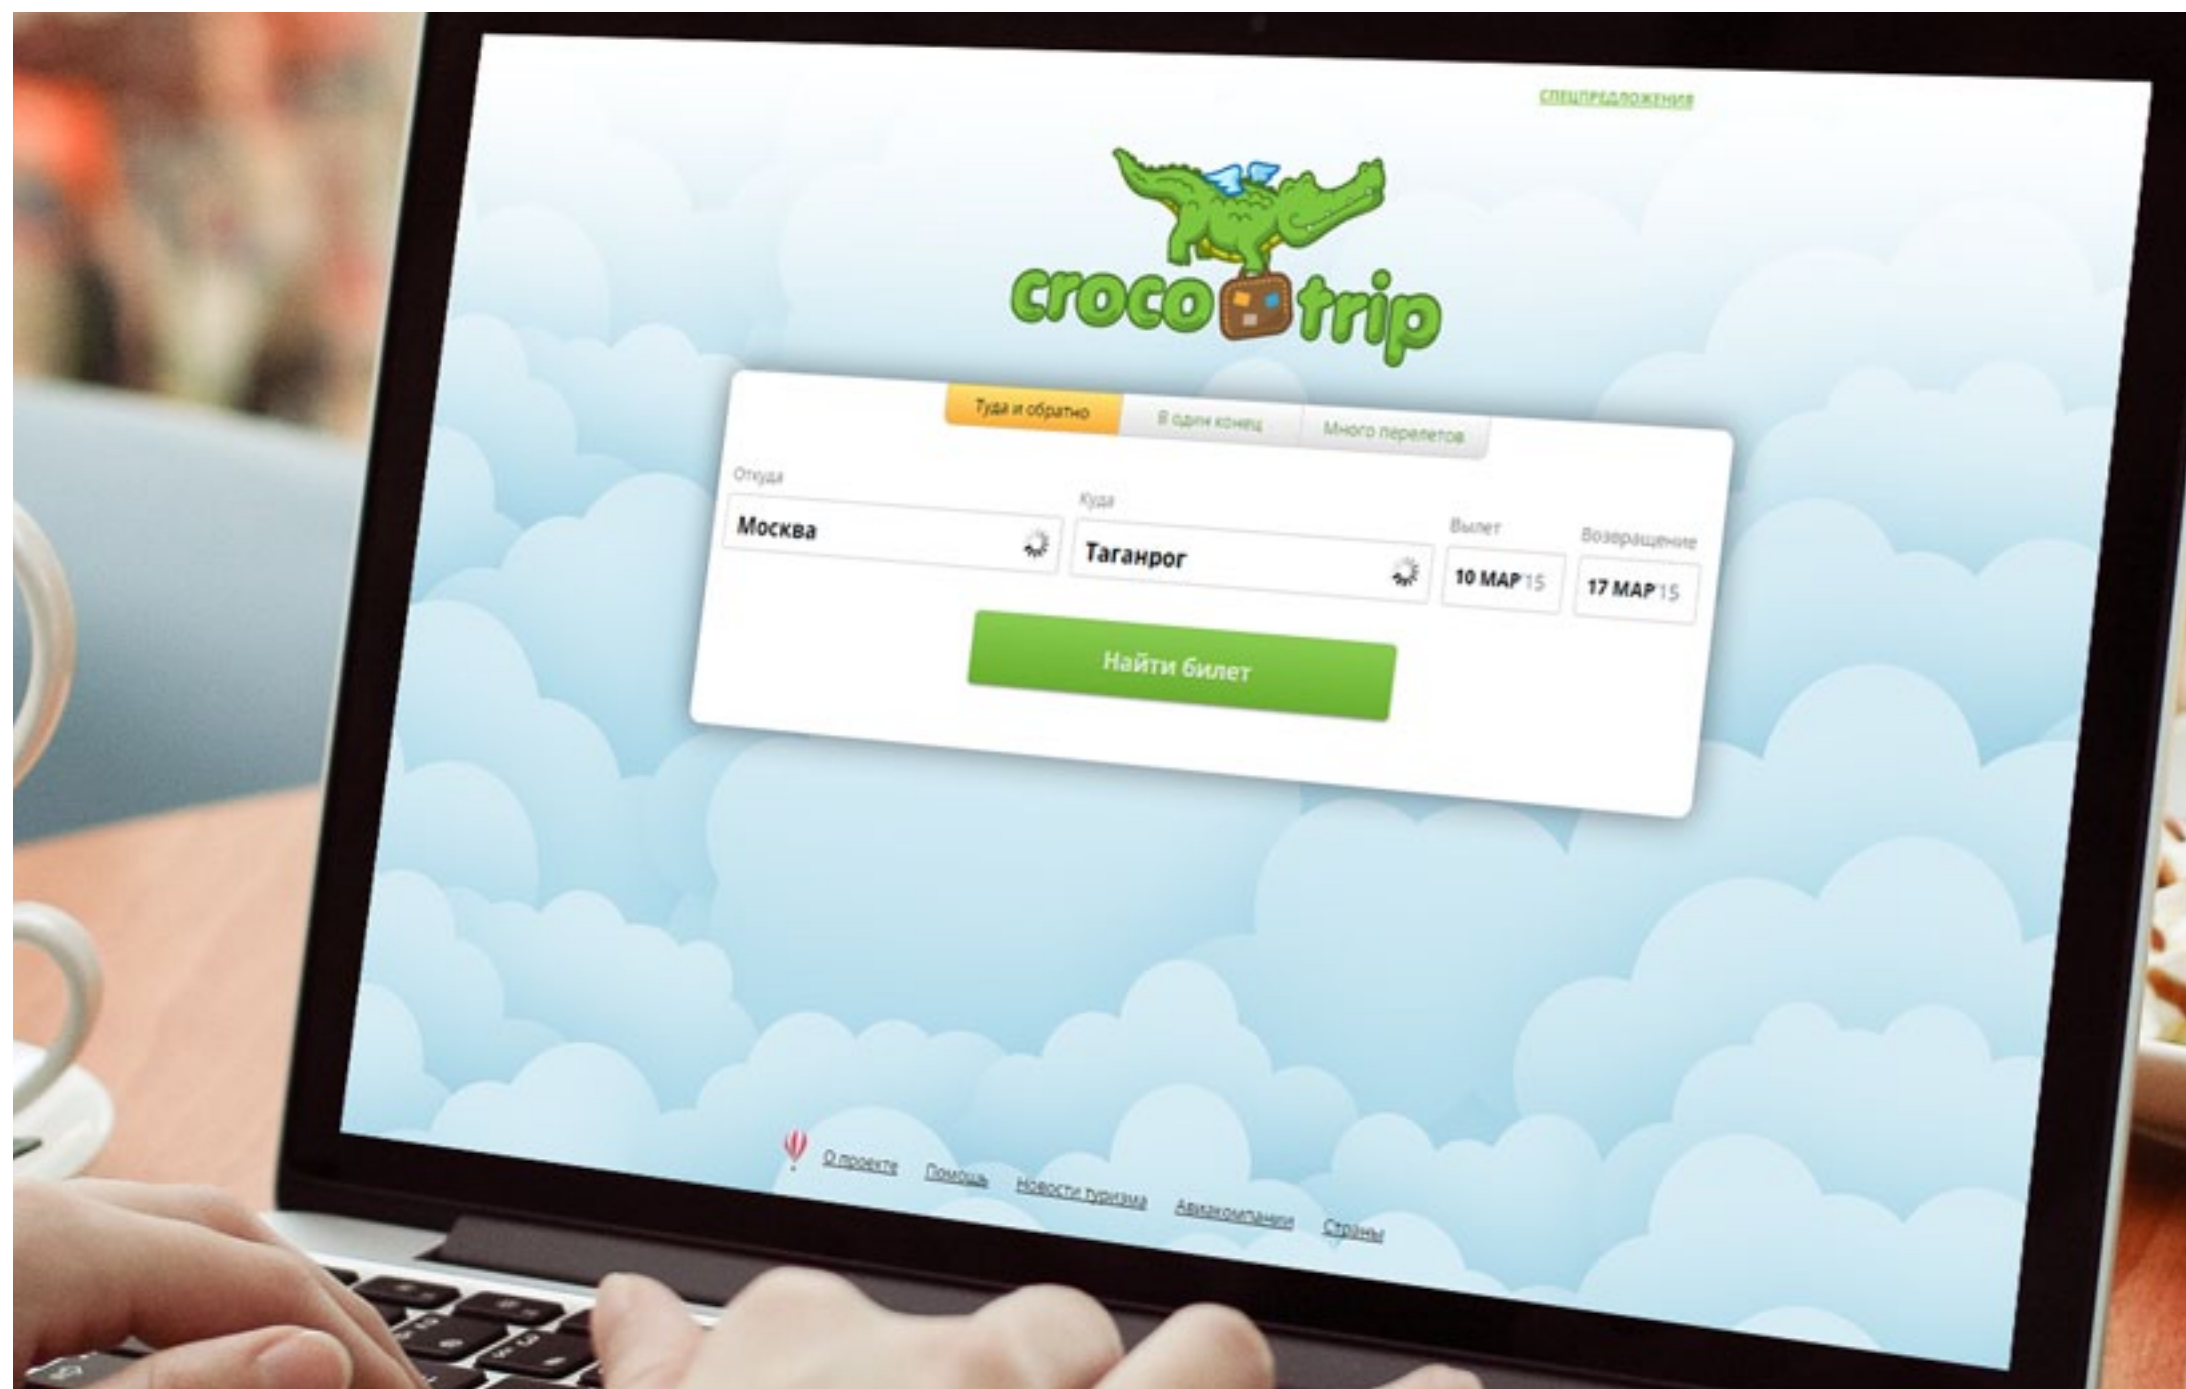 СПЕЦПРЕДЛОЖЕНИЯ
croco trip
Туда и обратно В один конец Много перелетов
Откуда Куда Вылет Возвращение
Москва Таганрог 10 МАР'15 17 МАР'15
Найти билет
О проекте Помощь Новости туризма Авиакомпании Страны